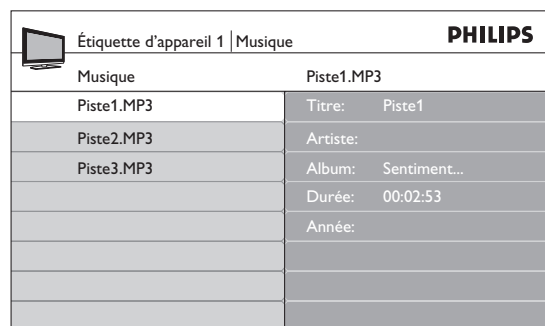 Étiquette d'appareil 1 | Musique PHILIPS
Musique Piste1.MP3
Piste1.MP3 Titre: Piste1
Piste2.MP3 Artiste:
Piste3.MP3 Album: Sentiment...
Durée: 00:02:53
Année: